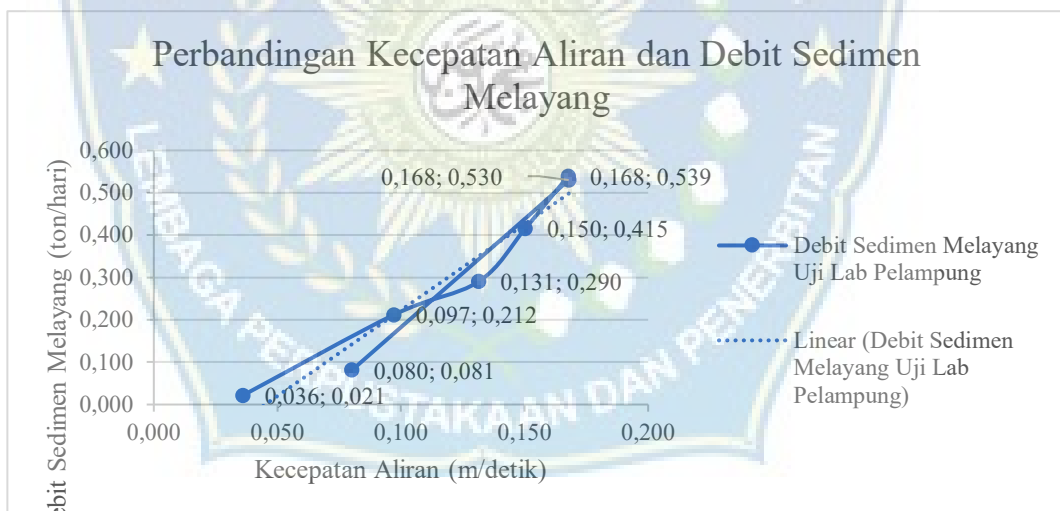 Perbandingan Kecepatan Aliran dan Debit Sedimen
Melayang
Sedimen Melayang (ton/hari)
0,600
0,500
0,400
0,300
0,200
0,100
0,000
0,168; 0,530
0,168; 0,539
0,150; 0,415
0,131; 0,290
0,097; 0,212
0,080; 0,081
0,036; 0,021
0,000
0,050
0,100
0,150
0,200
Kecepatan Aliran (m/detik)
Debit Sedimen Melayang
Uji Lab Pelampung
Linear (Debit Sedimen
Melayang Uji Lab
Pelampung)
LEMBAGA PERPUSTAKAAN DAN PENERBITAN